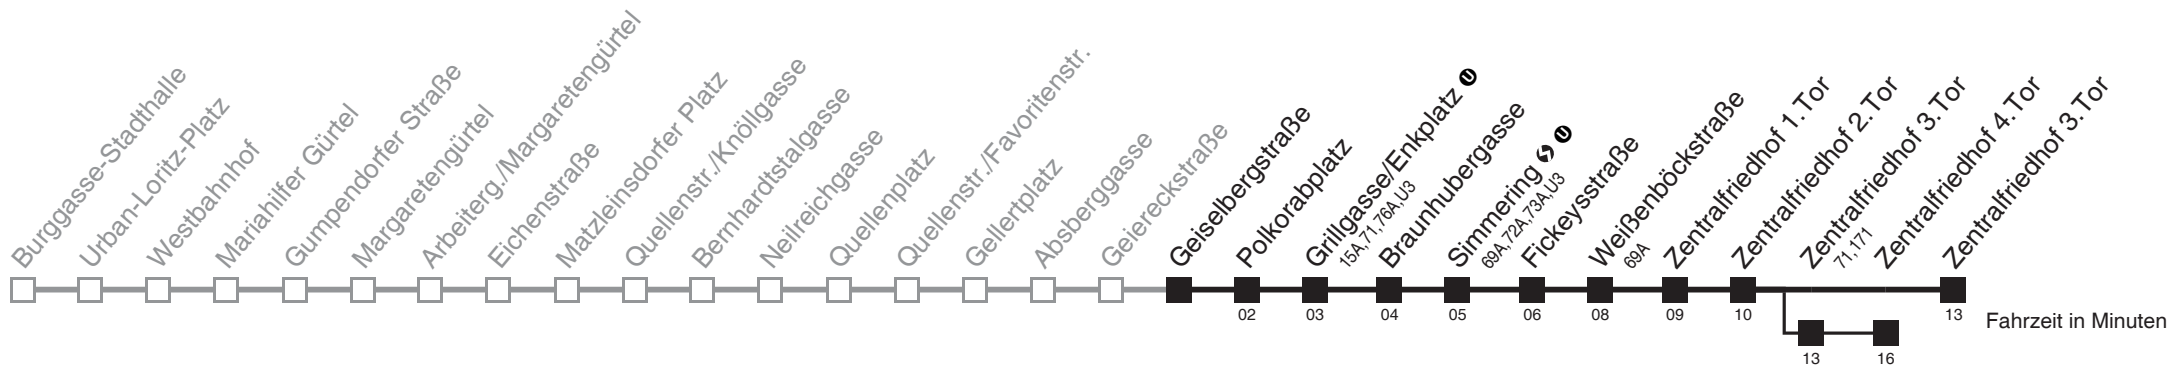 Burggasse-Stadthalle
Urban-Loritz-Platz
Westbahnhof
Mariahilfer Gürtel
Gumpendorfer Straße
Margaretengürtel
Arbeiterg./Margaretengürtel
Eichenstraße
Matzleinsdorfer Platz
Quellenstr./Knöllgasse
Bernhardtstalgasse
Neilreichgasse
Quellenplatz
Quellenstr./Favoritenstr.
Gellertplatz
Absberggasse
Geiereckstraße
Geiselbergstraße
Polkorabplatz
Grillgasse/Enkplatz U
15A,71,76A,U3
Braunhubergasse
Simmering U
69A,72A,73A,U3
Fickeysstraße
Weißenböckstraße
69A
Zentralfriedhof 1.Tor
Zentralfriedhof 2.Tor
Zentralfriedhof 3.Tor
71,171
Zentralfriedhof 4.Tor
Zentralfriedhof 3.Tor
02 03 04 05 06 08 09 10 13
Fahrzeit in Minuten
13 16